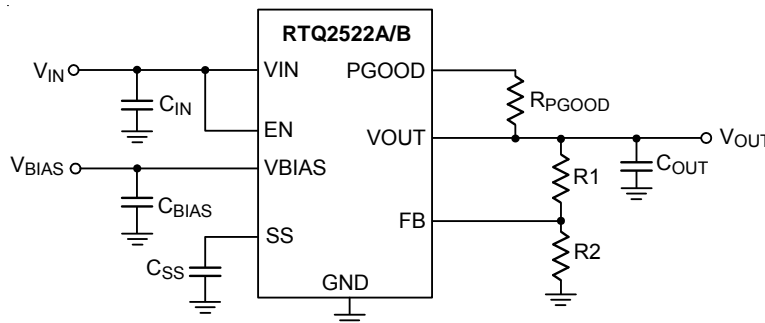 RTQ2522A/B
VIN
VIN
PGOOD
RPGOOD
CIN
EN
VOUT
VOUT
VBIAS
VBIAS
R1
COUT
CBIAS
SS
FB
R2
CSS
GND